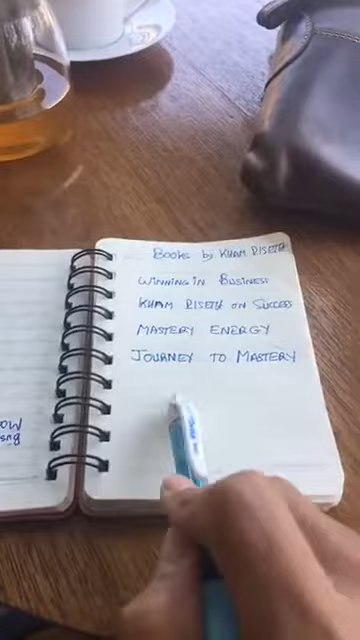 Books by KHAM RISETH
WINNING IN BUSINESS
KHAM RISETH ON SUCCESS
MASTERY ENERGY
JOURNEY TO MASTERY